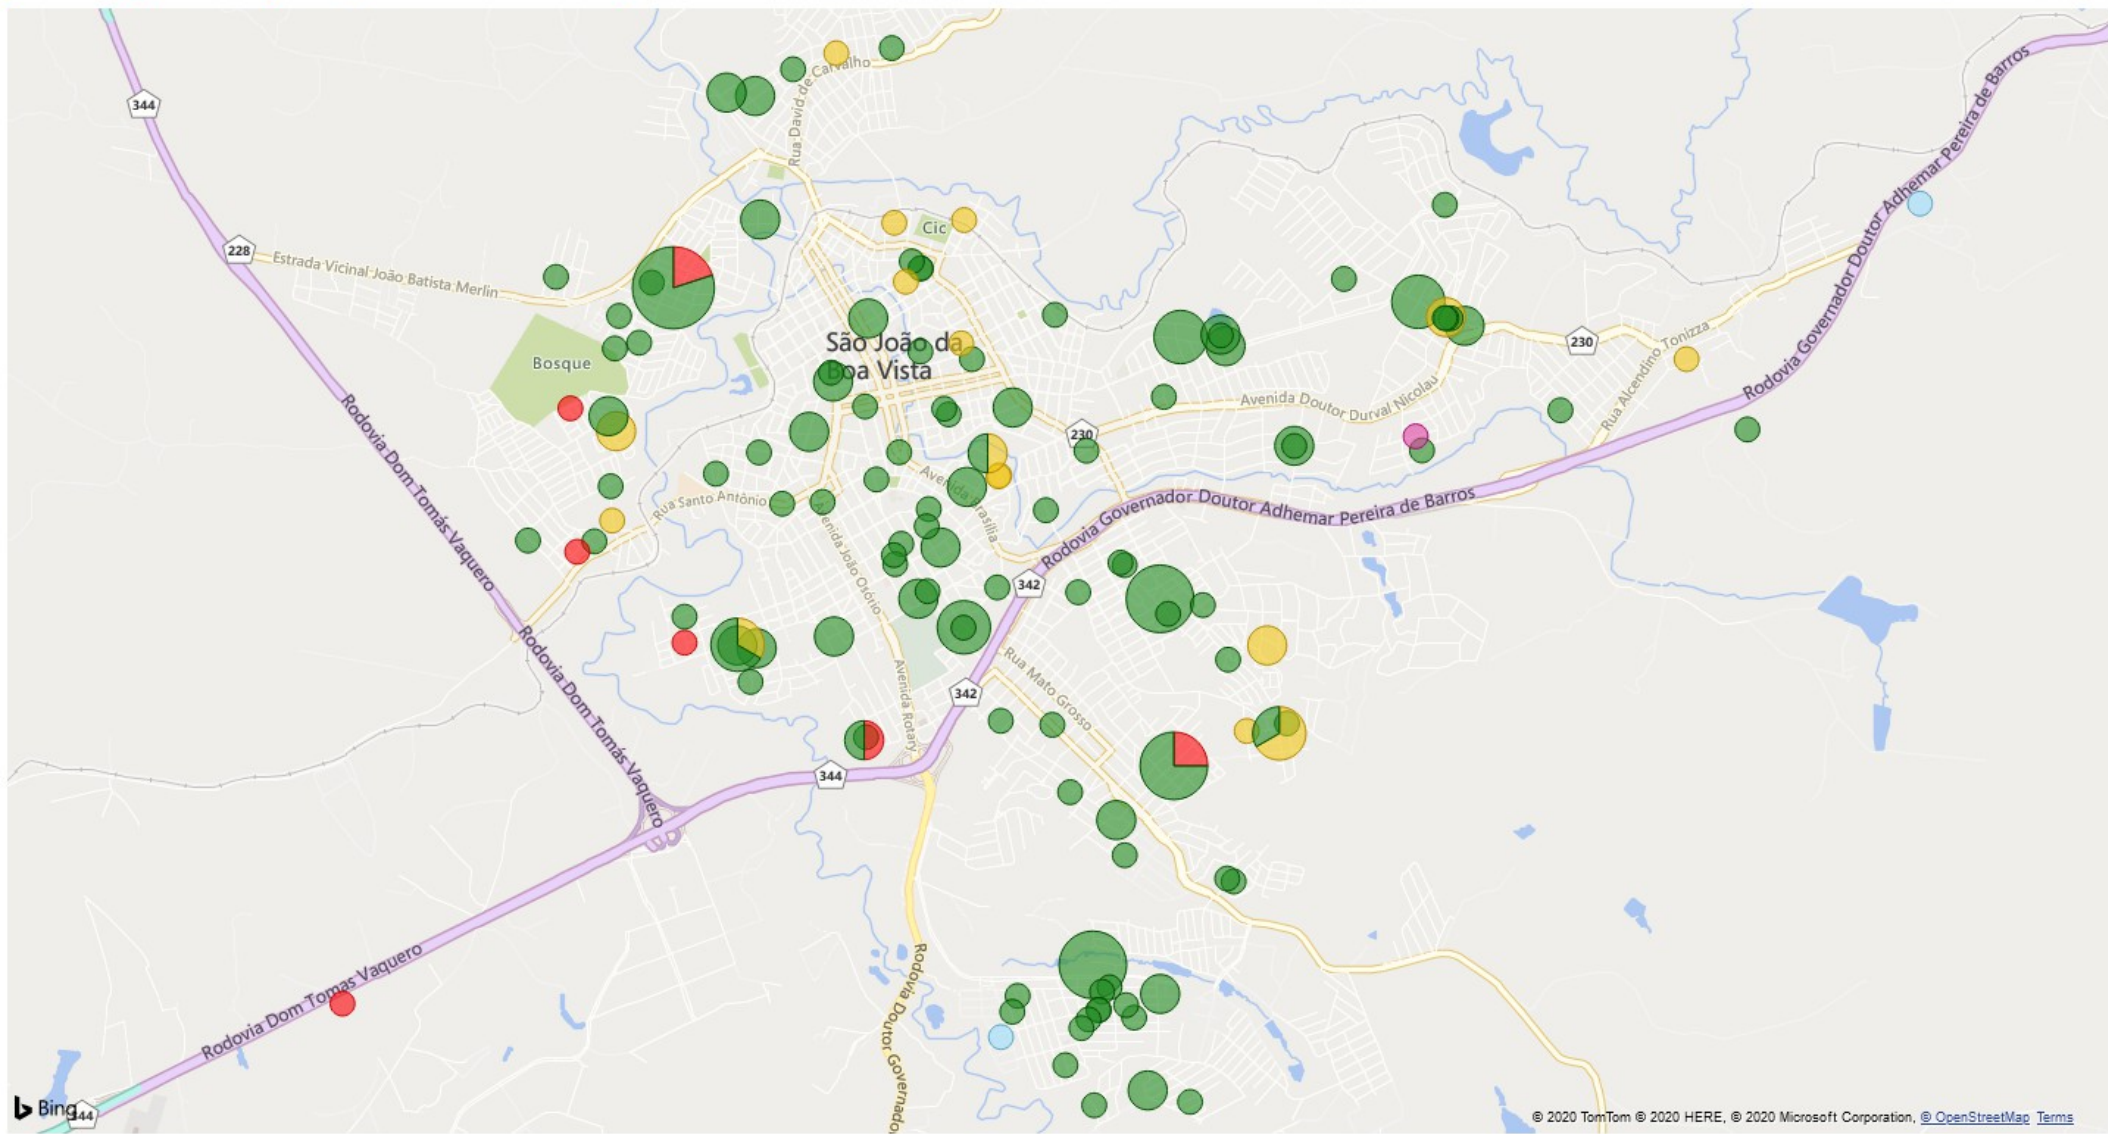 Rua David de Carvalho
344
Cic
228
Estrada Vicinal João Batista Merlin
Rodovia Governador Doutor Adhemar Pereira de Barros
São João da
Boa Vista
230
Bosque
Rua Alcendino Tonizza
Avenida Doutor Durval Nicolau
230
Rodovia Dom Tomás Vaquero
Rua Santo Antônio
Avenida Brasília
Rodovia Governador Doutor Adhemar Pereira de Barros
Avenida João Osório
342
Rodovia Dom Tomás Vaquero
Rua Mato Grosso
Avenida Rotary
342
344
Rodovia Dom Tomas Vaquero
Rodovia Doutor Governador
Bing
344
© 2020 TomTom © 2020 HERE, © 2020 Microsoft Corporation, © OpenStreetMap Terms